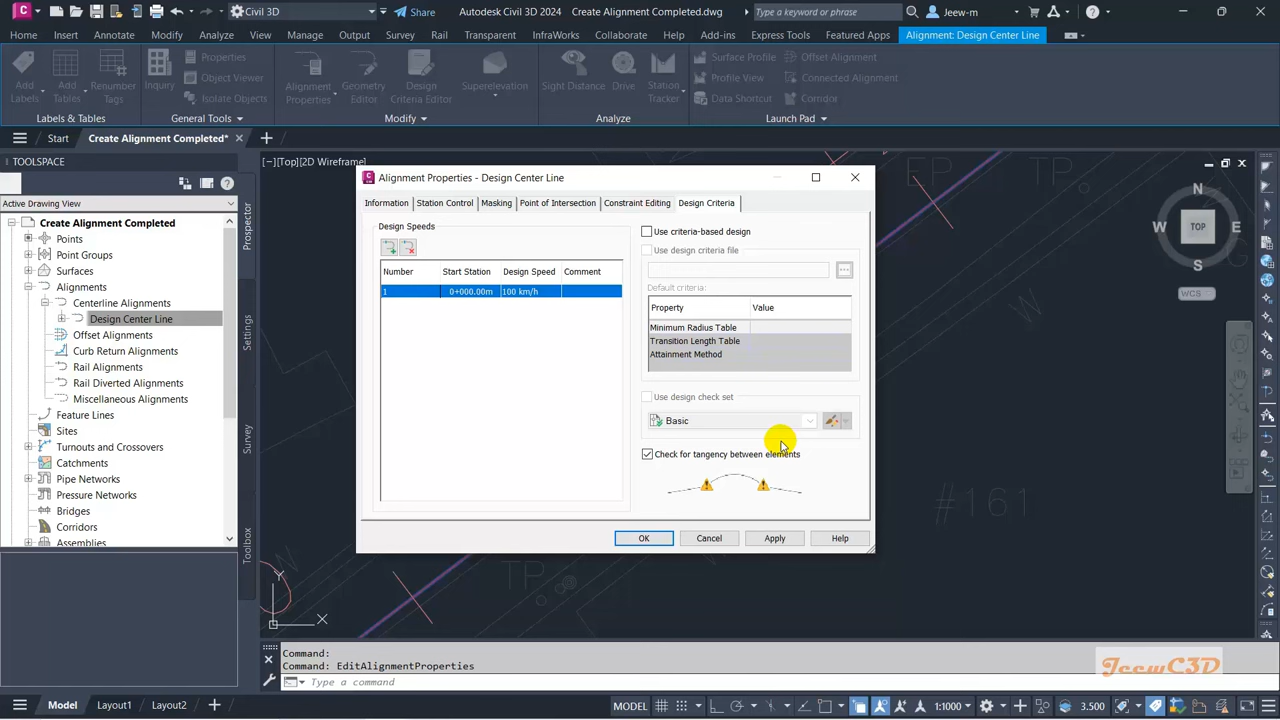 Civil 3D
Share
Autodesk Civil 3D 2024 Create Alignment Completed.dwg
Type a keyword or phrase
Jeew-m
Home Insert Annotate Modify Analyze View Manage Output Survey Rail Transparent InfraWorks Collaborate Help Add-ins Express Tools Featured Apps Alignment: Design Center Line
Add Labels
Add Tables
Renumber Tags
Inquiry
Properties
Object Viewer
Isolate Objects
Alignment Properties
Geometry Editor
Design Criteria Editor
Superelevation
Sight Distance
Drive
Station Tracker
Surface Profile
Profile View
Data Shortcut
Offset Alignment
Connected Alignment
Corridor
Labels & Tables
General Tools
Modify
Analyze
Launch Pad
Start
Create Alignment Completed*
TOOLSPACE
[−][Top][2D Wireframe]
Active Drawing View
Create Alignment Completed
Points
Point Groups
Surfaces
Alignments
Centerline Alignments
Design Center Line
Offset Alignments
Curb Return Alignments
Rail Alignments
Rail Diverted Alignments
Miscellaneous Alignments
Feature Lines
Sites
Turnouts and Crossovers
Catchments
Pipe Networks
Pressure Networks
Bridges
Corridors
Assemblies
Prospector
Settings
Survey
Toolbox
Alignment Properties - Design Center Line
Information Station Control Masking Point of Intersection Constraint Editing Design Criteria
Design Speeds
Number Start Station Design Speed Comment
1 0+000.00m 100 km/h
Use criteria-based design
Use design criteria file
...
Default criteria:
Property Value
Minimum Radius Table
Transition Length Table
Attainment Method
Use design check set
Basic
Check for tangency between elements
OK Cancel Apply Help
EP
TP.
W
W
#161
TP.
W
W
N
W TOP E
S
WCS
Y
X
Command:
Command: EditAlignmentProperties
Type a command
JeewC3D
Model Layout1 Layout2
MODEL
1:1000
3.500